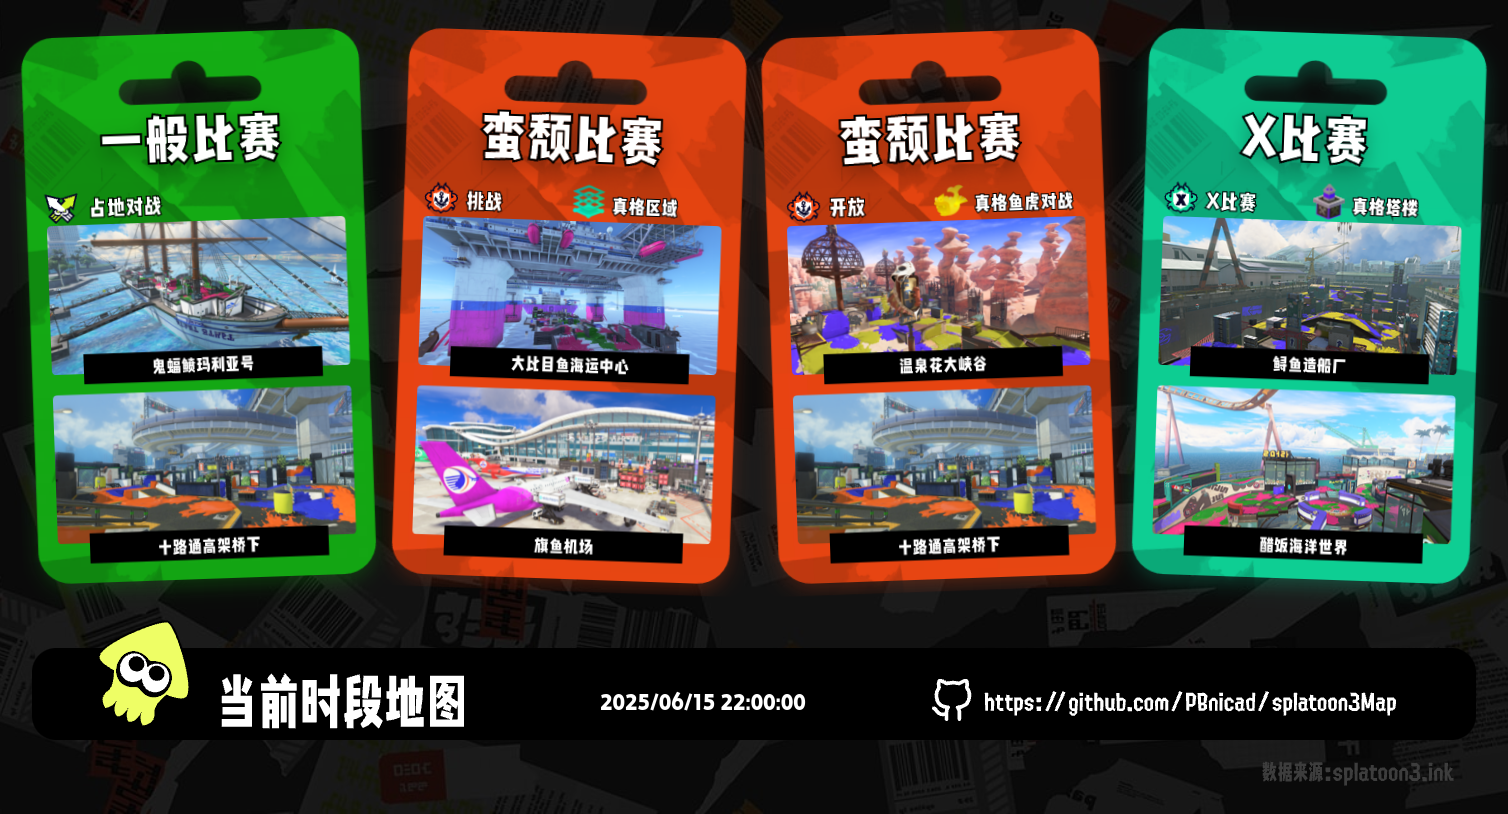 一般比赛
占地对战
鬼蝠鲼玛利亚号
十路通高架桥下
蛮颓比赛
挑战
真格区域
大比目鱼海运中心
旗鱼机场
蛮颓比赛
开放
真格鱼虎对战
温泉花大峡谷
十路通高架桥下
X比赛
X比赛
真格塔楼
鲟鱼造船厂
醋饭海洋世界
当前时段地图
2025/06/15 22:00:00
https://github.com/PBnicad/splatoon3Map
数据来源:splatoon3.ink